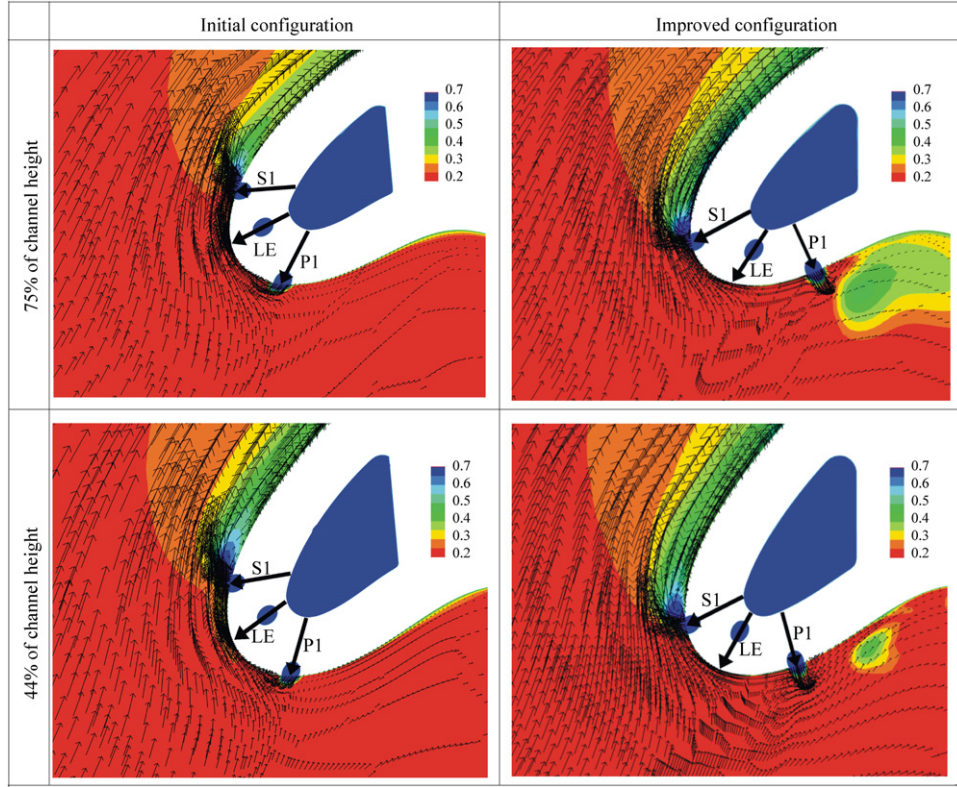 Initial configuration
Improved configuration
75% of channel height
0.7
0.6
0.5
0.4
0.3
0.2
S1
LE
P1
0.7
0.6
0.5
0.4
0.3
0.2
S1
LE
P1
44% of channel height
0.7
0.6
0.5
0.4
0.3
0.2
S1
LE
P1
0.7
0.6
0.5
0.4
0.3
0.2
S1
LE
P1